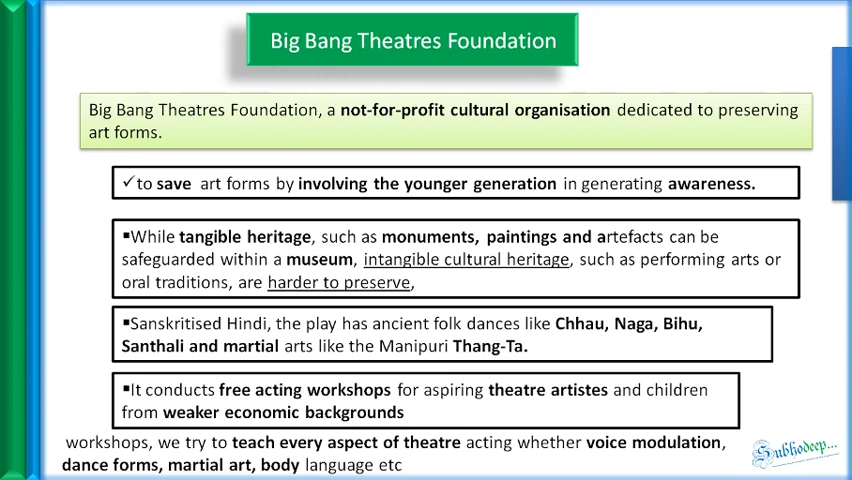 Big Bang Theatres Foundation
Big Bang Theatres Foundation, a not-for-profit cultural organisation dedicated to preserving
art forms.
✓to save art forms by involving the younger generation in generating awareness.
▪While tangible heritage, such as monuments, paintings and artefacts can be
safeguarded within a museum, intangible cultural heritage, such as performing arts or
oral traditions, are harder to preserve,
▪Sanskritised Hindi, the play has ancient folk dances like Chhau, Naga, Bihu,
Santhali and martial arts like the Manipuri Thang-Ta.
▪It conducts free acting workshops for aspiring theatre artistes and children
from weaker economic backgrounds
workshops, we try to teach every aspect of theatre acting whether voice modulation,
dance forms, martial art, body language etc
Subhodeep...